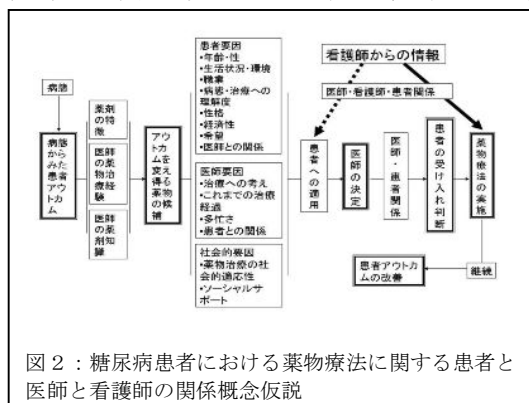 病態
病態からみた患者アウトカム
薬剤の特徴
医師の薬物治療経験
医師の薬剤知識
アウトカムを変え得る薬物の候補
患者要因
・年齢・性
・生活状況・環境
・職業
・病態・治療への
理解度
・性格
・経済性
・希望
・医師との関係
医師要因
・治療への考え
・これまでの治療
経過
・多忙さ
・患者との関係
社会的要因
・薬物治療の社
会的適応性
・ソーシャルサ
ポート
看護師からの情報
医師・看護師・患者関係
患者への適用
医師の決定
医師・患者関係
患者の受け入れ判断
薬物療法の実施
継続
患者アウトカ
ムの改善
図2:糖尿病患者における薬物療法に関する患者と
医師と看護師の関係概念仮説